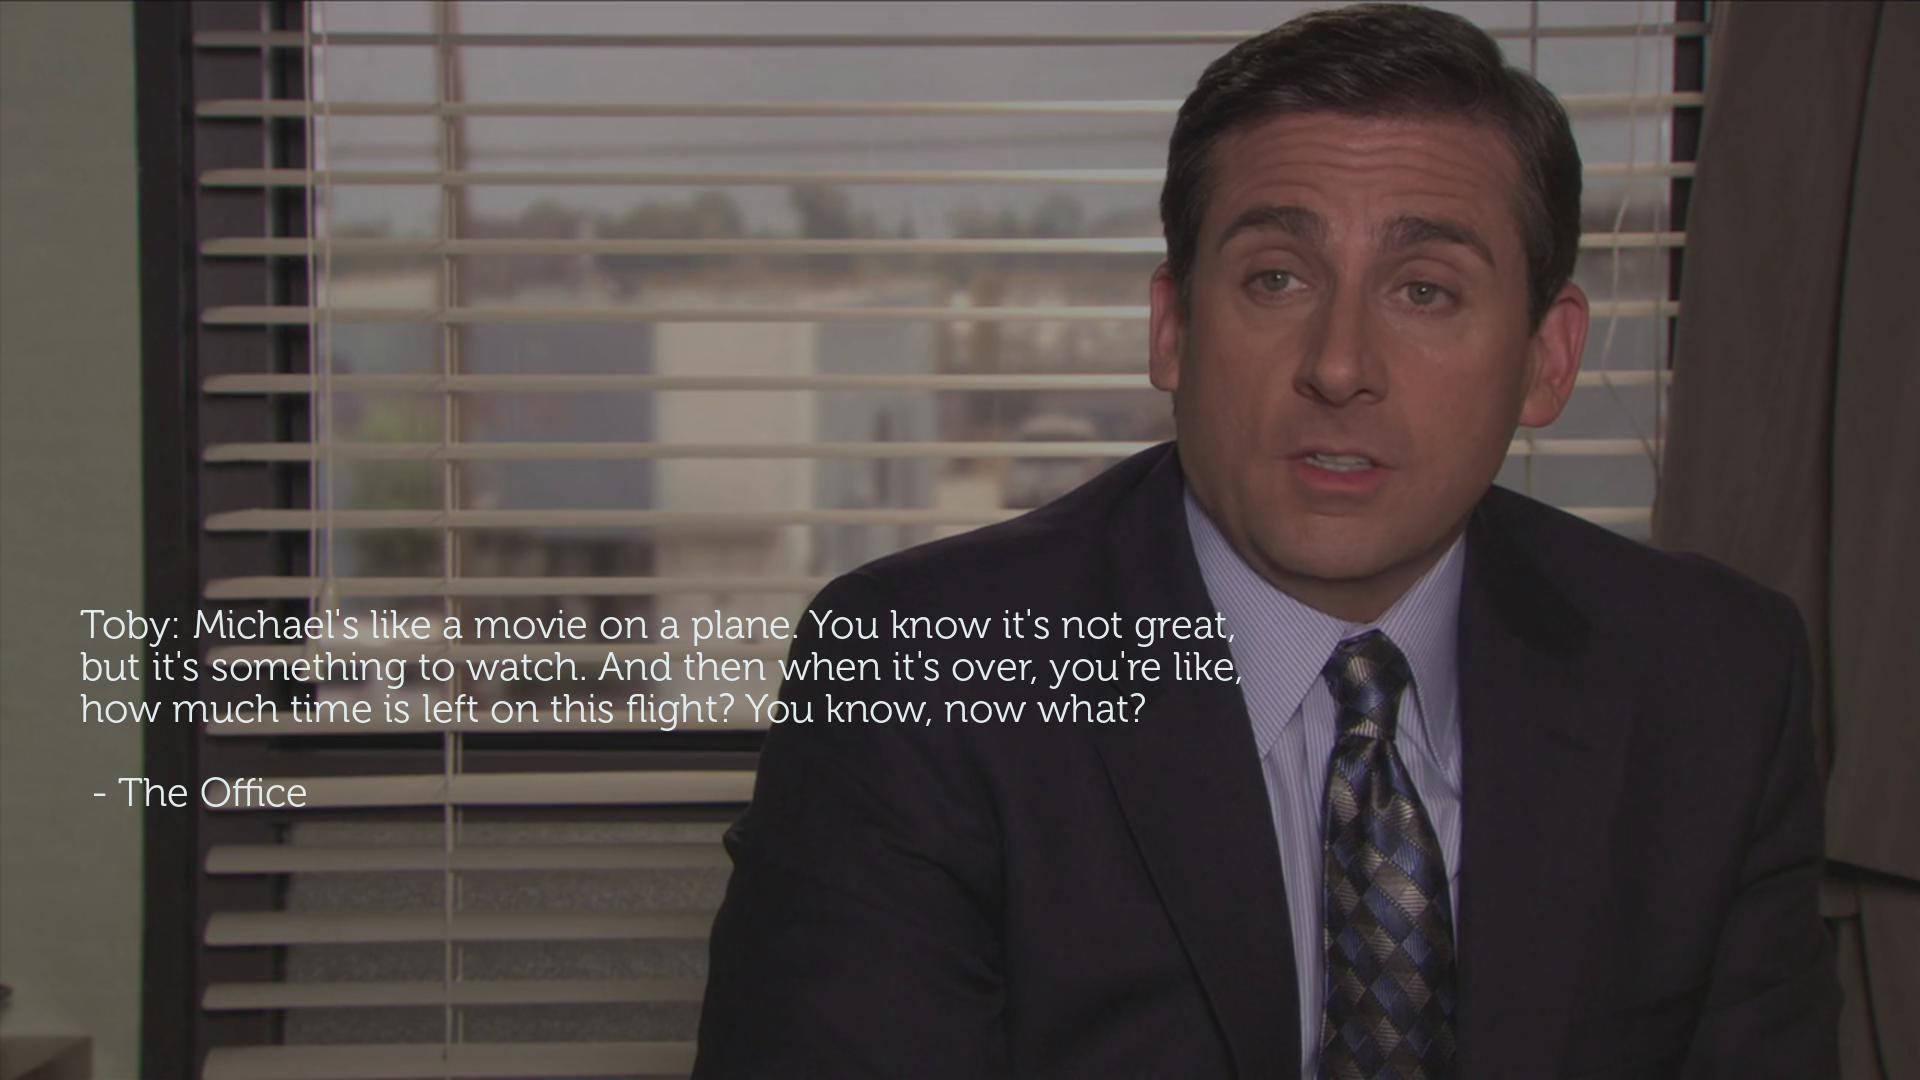 Toby: Michael's like a movie on a plane. You know it's not great,
but it's something to watch. And then when it's over, you're like,
how much time is left on this flight? You know, now what?
- The Office